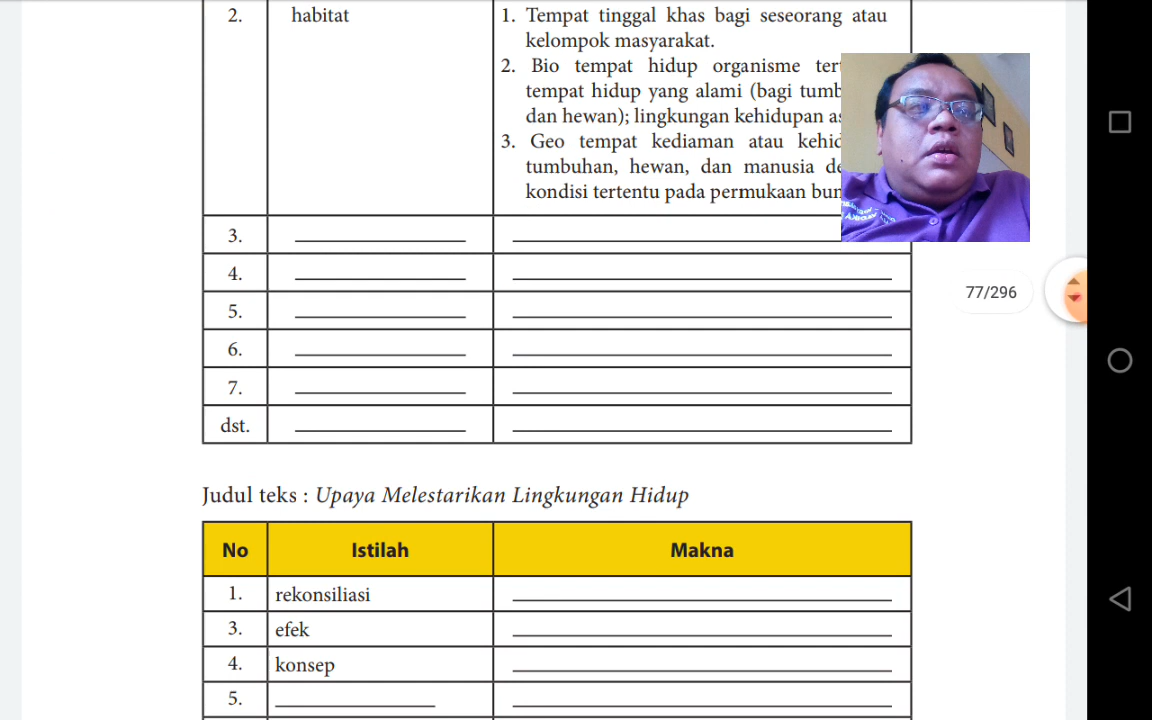 2. habitat 1. Tempat tinggal khas bagi seseorang atau
kelompok masyarakat.
2. Bio tempat hidup organisme
tempat hidup yang alami (bagi
dan hewan); lingkungan kehidupan
3. Geo tempat kediaman atau
tumbuhan, hewan, dan manusia
kondisi tertentu pada permukaan
3.
4.
77/296
5.
6.
7.
dst.
Judul teks : Upaya Melestarikan Lingkungan Hidup
No Istilah Makna
1. rekonsiliasi
3. efek
4. konsep
5.